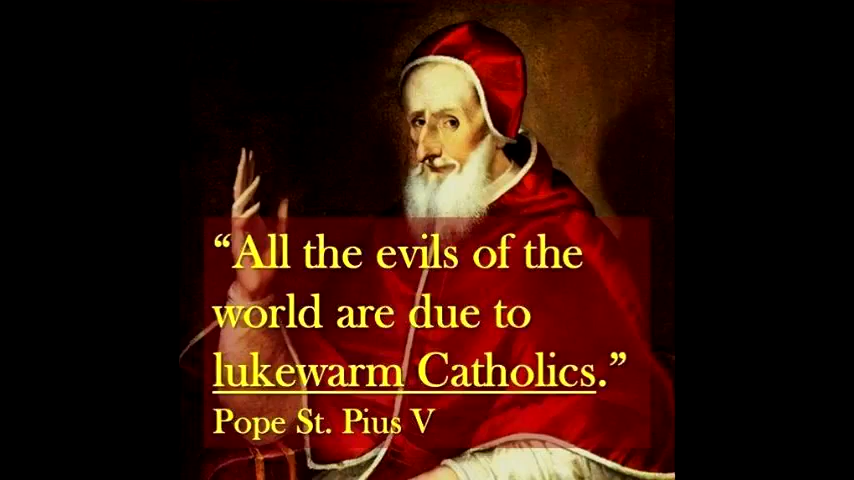 “All the evils of the
world are due to
lukewarm Catholics.”
Pope St. Pius V